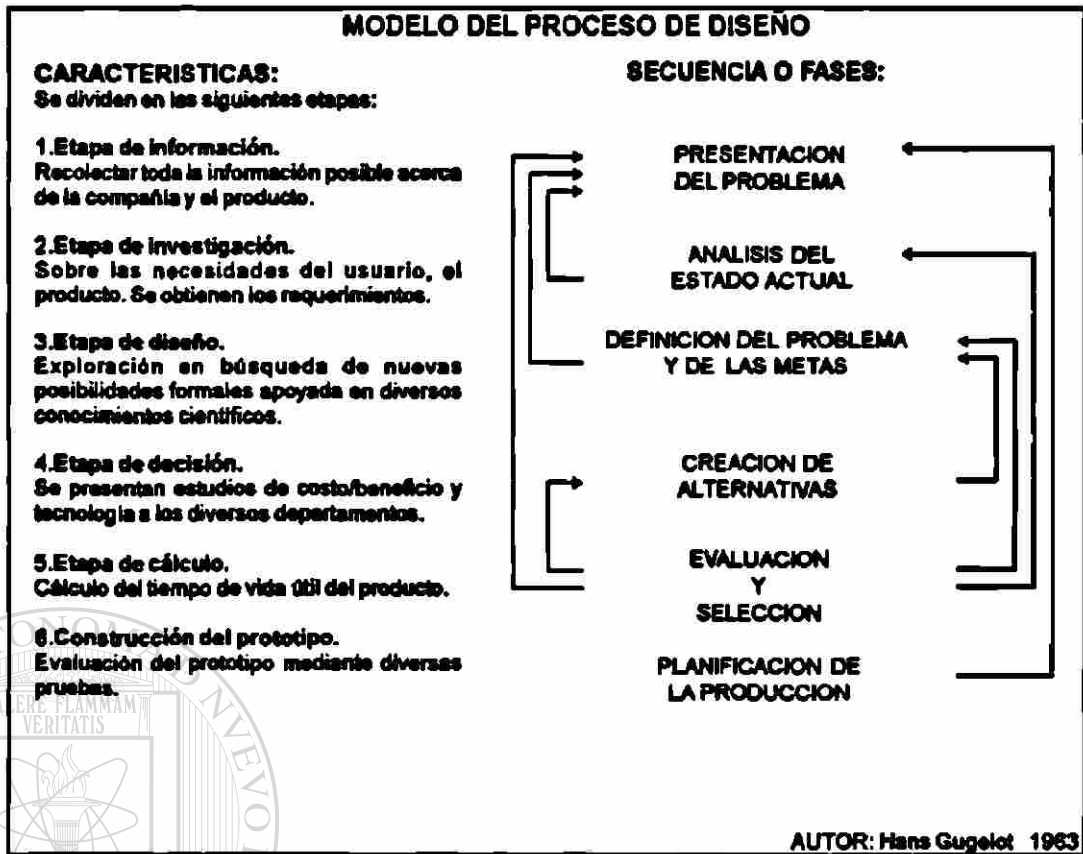 MODELO DEL PROCESO DE DISEÑO
CARACTERISTICAS:
Se dividen en las siguientes etapas:
1.Etapa de información.
Recolectar toda la información posible acerca
de la compañía y el producto.
2.Etapa de investigación.
Sobre las necesidades del usuario, el
producto. Se obtienen los requerimientos.
3.Etapa de diseño.
Exploración en búsqueda de nuevas
posibilidades formales apoyada en diversos
conocimientos científicos.
4.Etapa de decisión.
Se presentan estudios de costo/beneficio y
tecnología a los diversos departamentos.
5.Etapa de cálculo.
Cálculo del tiempo de vida útil del producto.
6.Construcción del prototipo.
Evaluación del prototipo mediante diversas
pruebas.
SECUENCIA O FASES:
PRESENTACION
DEL PROBLEMA
ANALISIS DEL
ESTADO ACTUAL
DEFINICION DEL PROBLEMA
Y DE LAS METAS
CREACION DE
ALTERNATIVAS
EVALUACION
Y
SELECCION
PLANIFICACION DE
LA PRODUCCION
AUTOR: Hans Gugelot 1963
FLAMMAM
VERITATIS